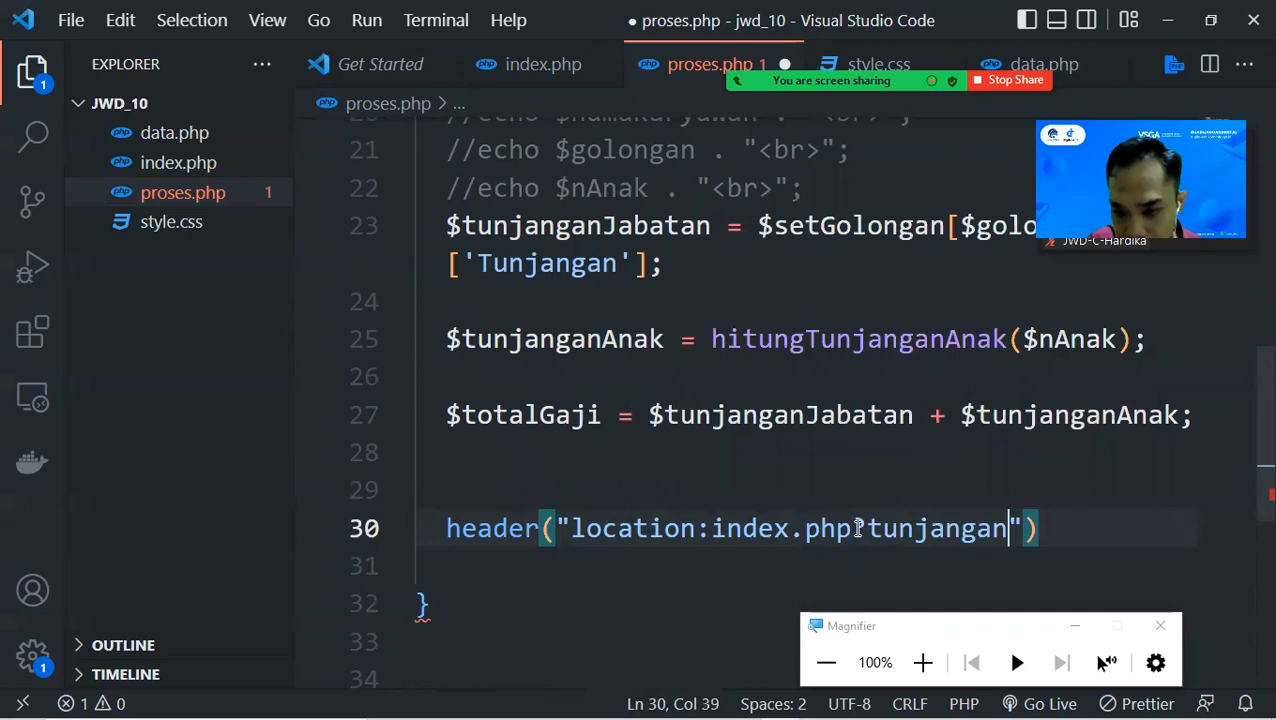 File Edit Selection View Go Run Terminal Help
● proses.php - jwd_10 - Visual Studio Code
EXPLORER
Get Started
index.php
proses.php 1
style.css
data.php
You are screen sharing
Stop Share
JWD_10
data.php
index.php
proses.php 1
style.css
proses.php > ...
21 //echo $golongan . "<br>";
22 //echo $nAnak . "<br>";
23 $tunjanganJabatan = $setGolongan[$golo
['Tunjangan'];
24
25 $tunjanganAnak = hitungTunjanganAnak($nAnak);
26
27 $totalGaji = $tunjanganJabatan + $tunjanganAnak;
28
29
30 header("location:index.php?tunjangan")
31
32 }
33
34
VSGA
JWD-C-Hardika
Magnifier
100%
OUTLINE
TIMELINE
1
1
1 0
Ln 30, Col 39
Spaces: 2
UTF-8
CRLF
PHP
Go Live
Prettier